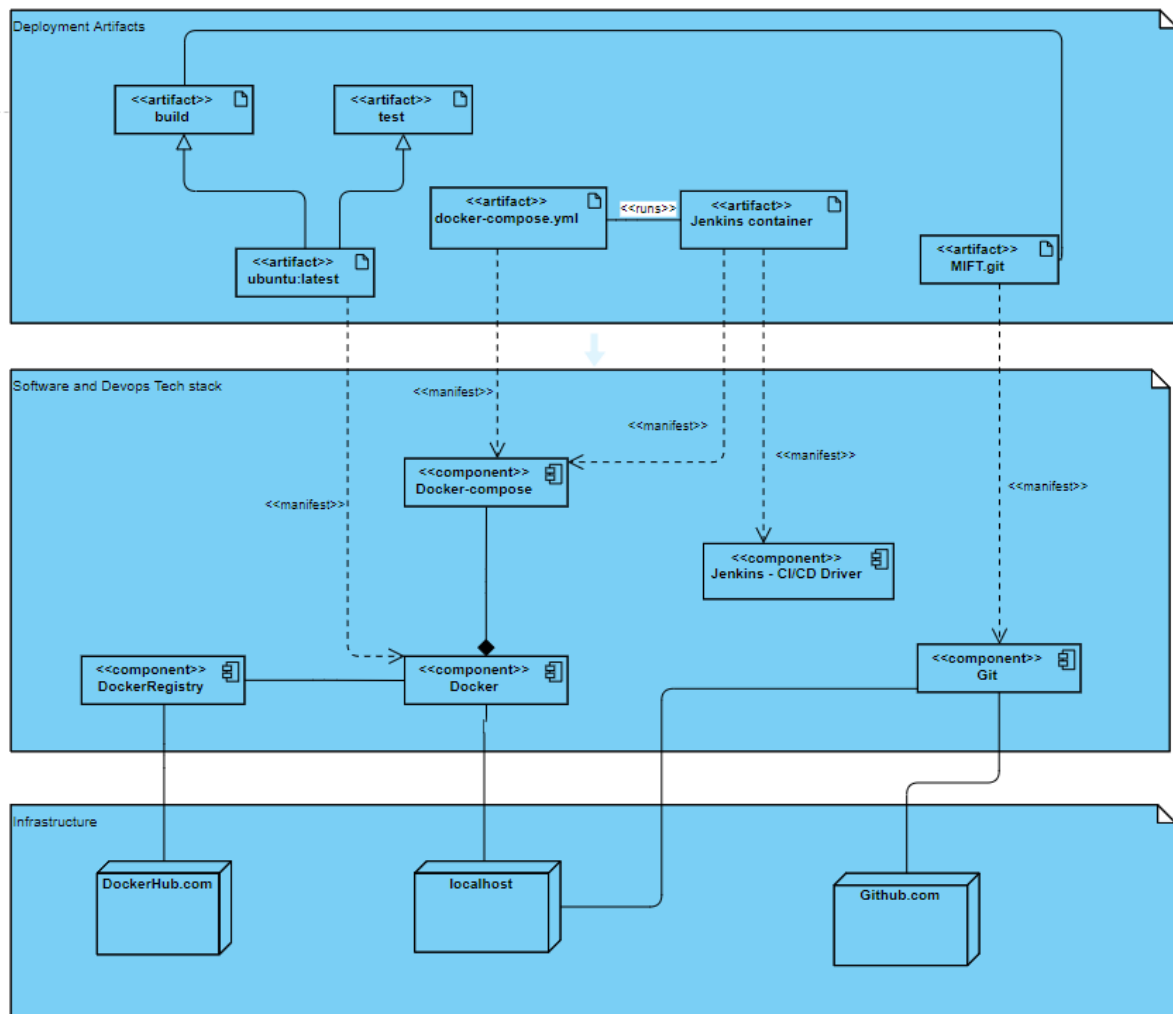 Deployment Artifacts
<<artifact>>
build
<<artifact>>
test
<<artifact>>
docker-compose.yml
<<runs>>
<<artifact>>
Jenkins container
<<artifact>>
MIFT.git
<<artifact>>
ubuntu:latest
Software and Devops Tech stack
<<manifest>>
<<manifest>>
<<manifest>>
<<component>>
Docker-compose
<<manifest>>
<<manifest>>
<<component>>
Jenkins - CI/CD Driver
<<component>>
DockerRegistry
<<component>>
Docker
<<component>>
Git
Infrastructure
DockerHub.com
localhost
Github.com